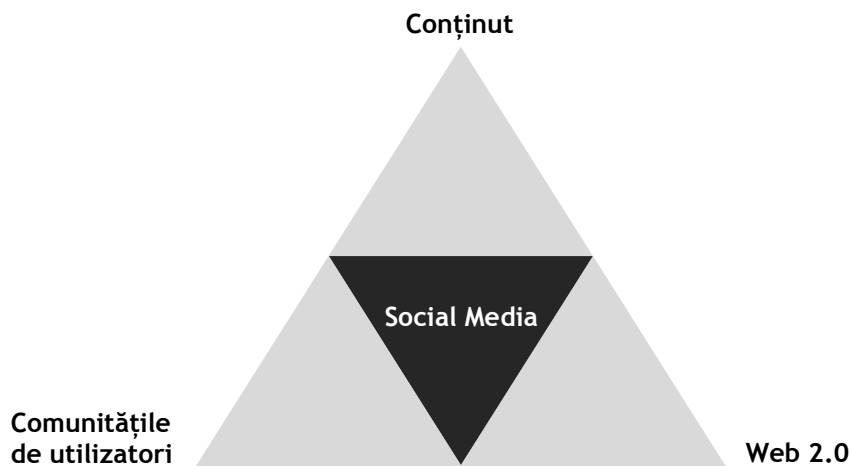 Conținut
Social Media
Comunitățile
de utilizatori
Web 2.0